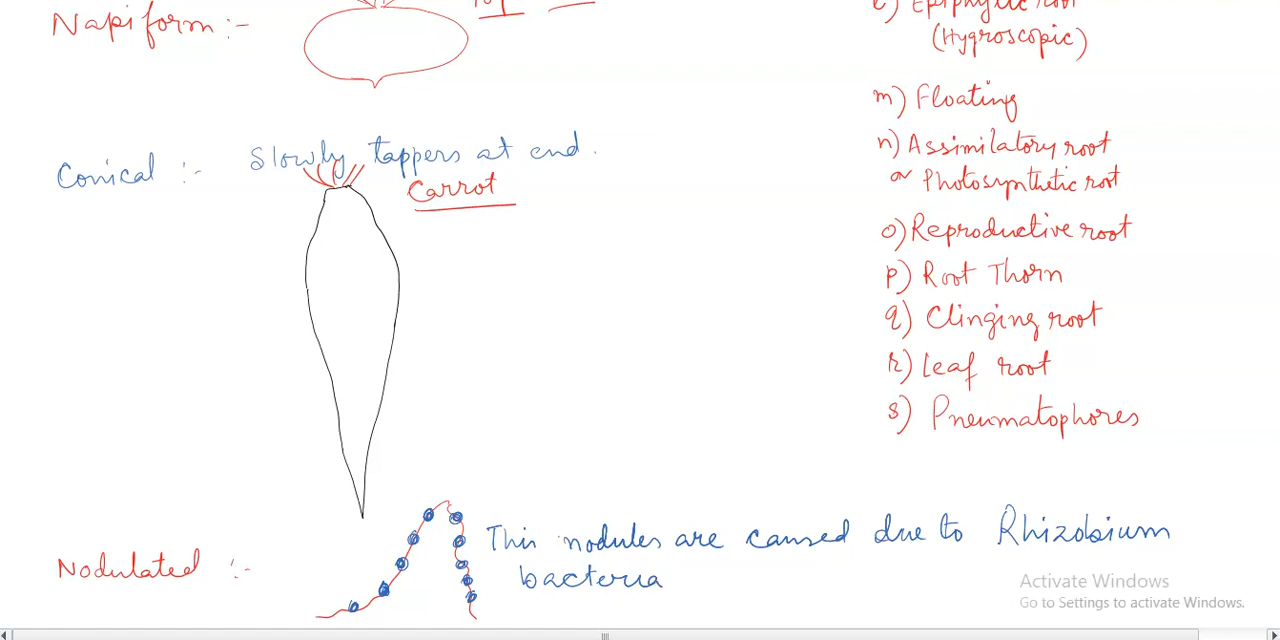 Napiform :-
Conical :- Slowly tappers at end.
Carrot
Nodulated :-
This nodules are caused due to Rhizobium
bacteria
Epiphytic root
(Hygroscopic)
m) Floating
n) Assimilatory root
or Photosynthetic root
o) Reproductive root
p) Root Thorn
q) Clinging root
r) Leaf root
s) Pneumatophores
Activate Windows
Go to Settings to activate Windows.